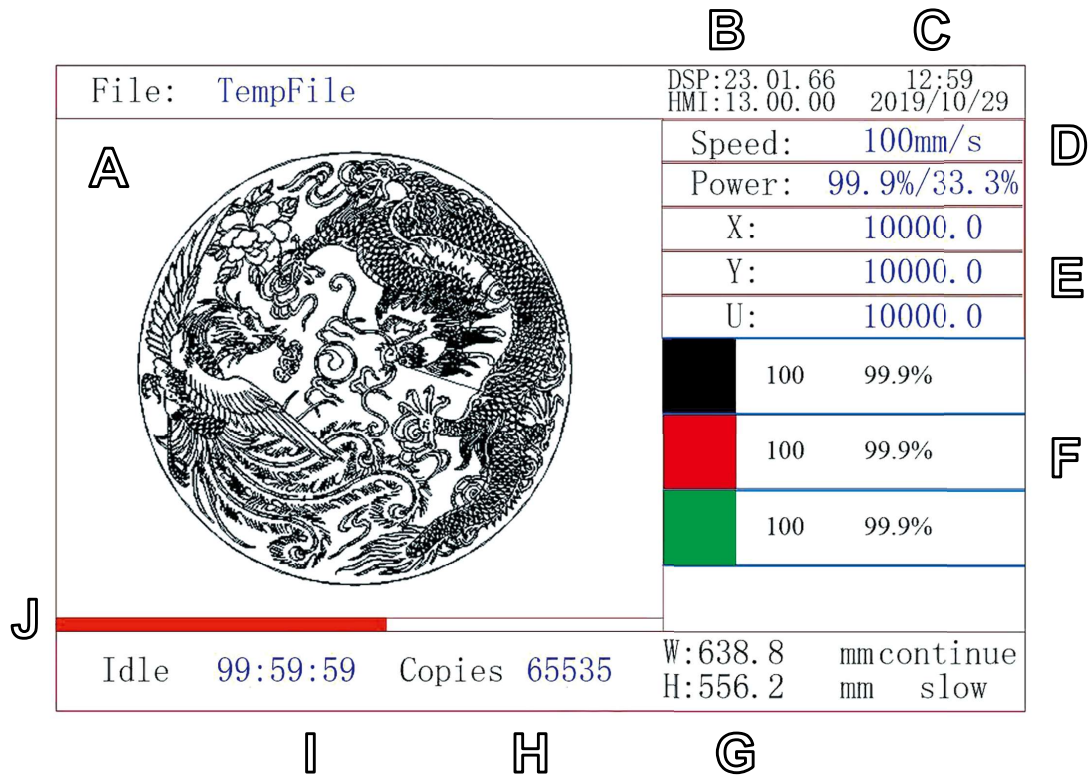 B C
File: TempFile DSP:23.01.66 12:59
HMI:13.00.00 2019/10/29
A
Speed: 100mm/s D
Power: 99.9%/33.3%
X: 10000.0
Y: 10000.0 E
U: 10000.0
100 99.9%
100 99.9% F
100 99.9%
J
Idle 99:59:59 Copies 65535
W:638.8 mm continue
H:556.2 mm slow
I H G